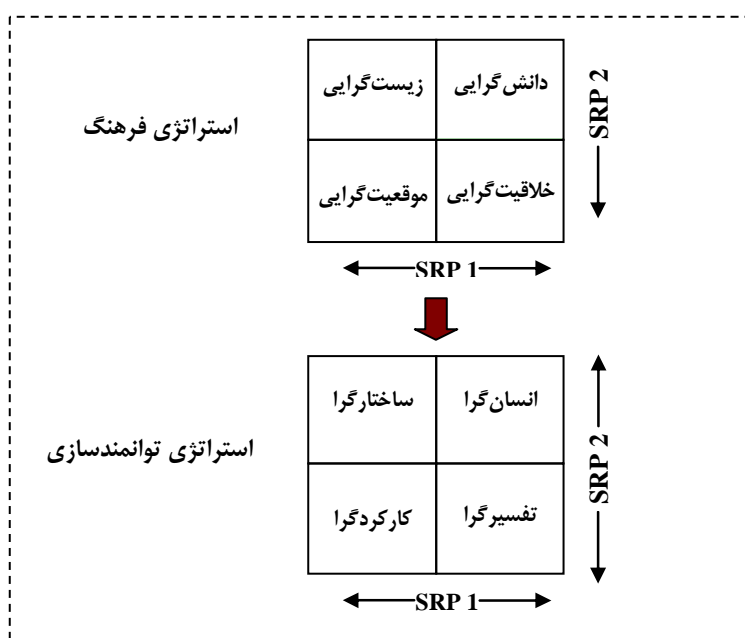 دانش‌گرایی زیست‌گرایی
SRP 2
استراتژی فرهنگ
خلاقیت‌گرایی موقعیت‌گرایی
SRP 1
انسان‌گرا ساختارگرا
SRP 2
استراتژی توانمندسازی
تفسیرگرا کارکردگرا
SRP 1